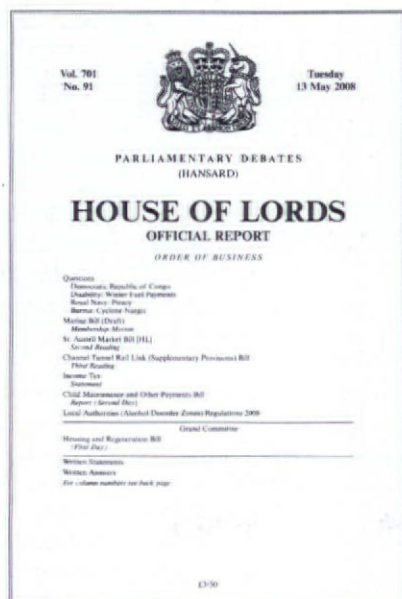 Vol. 701
No. 91
Tuesday
13 May 2008
PARLIAMENTARY DEBATES
(HANSARD)
HOUSE OF LORDS
OFFICIAL REPORT
ORDER OF BUSINESS
Questions
Democratic Republic of Congo
Disability: Winter Fuel Payments
Royal Navy: Piracy
Burma: Cyclone Nargis
Marine Bill (Draft)
Membership Motion
St. Austell Market Bill [HL]
Second Reading
Channel Tunnel Rail Link (Supplementary Provisions) Bill
Third Reading
Income Tax
Statement
Child Maintenance and Other Payments Bill
Report (Second Day)
Local Authorities (Alcohol Disorder Zones) Regulations 2008
Grand Committee
Housing and Regeneration Bill
(First Day)
Written Statements
Written Answers
For column numbers see back page
£3·50